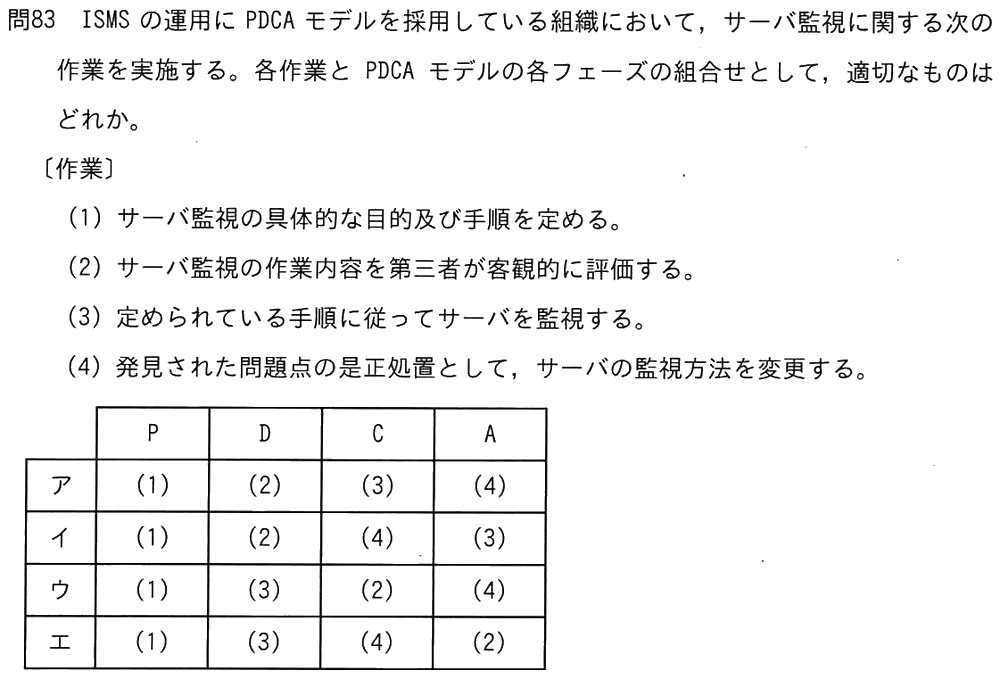 問83 ISMS の運用に PDCA モデルを採用している組織において，サーバ監視に関する次の
作業を実施する。各作業と PDCA モデルの各フェーズの組合せとして，適切なものは
どれか。
〔作業〕
(1) サーバ監視の具体的な目的及び手順を定める。
(2) サーバ監視の作業内容を第三者が客観的に評価する。
(3) 定められている手順に従ってサーバを監視する。
(4) 発見された問題点の是正処置として，サーバの監視方法を変更する。
P D C A
ア (1) (2) (3) (4)
イ (1) (2) (4) (3)
ウ (1) (3) (2) (4)
エ (1) (3) (4) (2)